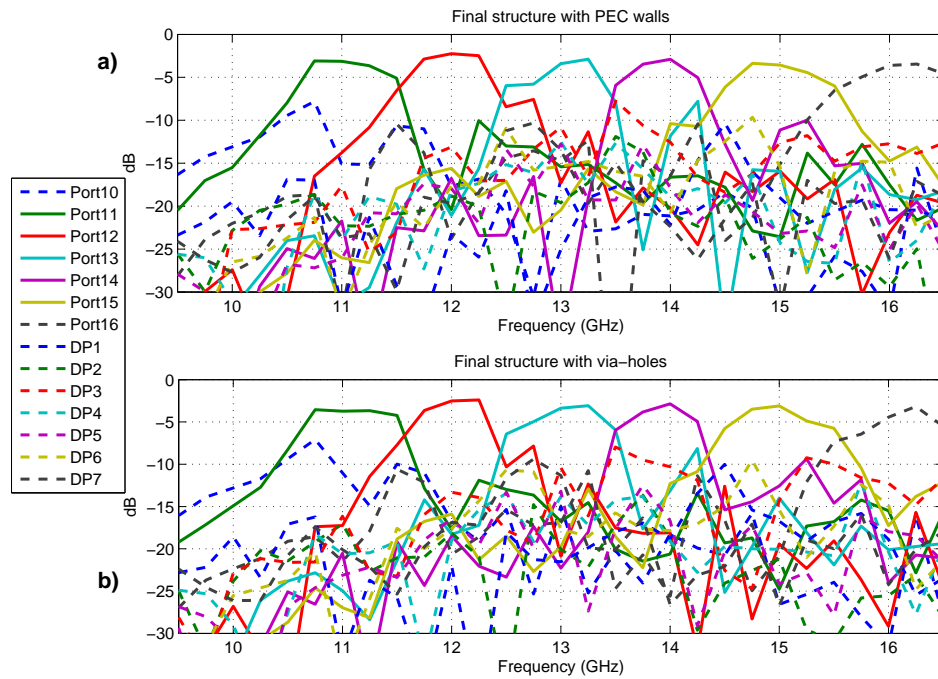 Final structure with PEC walls
a)
0
−5
−10
−15
−20
−25
−30
dB
10 11 12 13 14 15 16
Frequency (GHz)
Port10
Port11
Port12
Port13
Port14
Port15
Port16
DP1
DP2
DP3
DP4
DP5
DP6
DP7
Final structure with via−holes
b)
0
−5
−10
−15
−20
−25
−30
dB
10 11 12 13 14 15 16
Frequency (GHz)